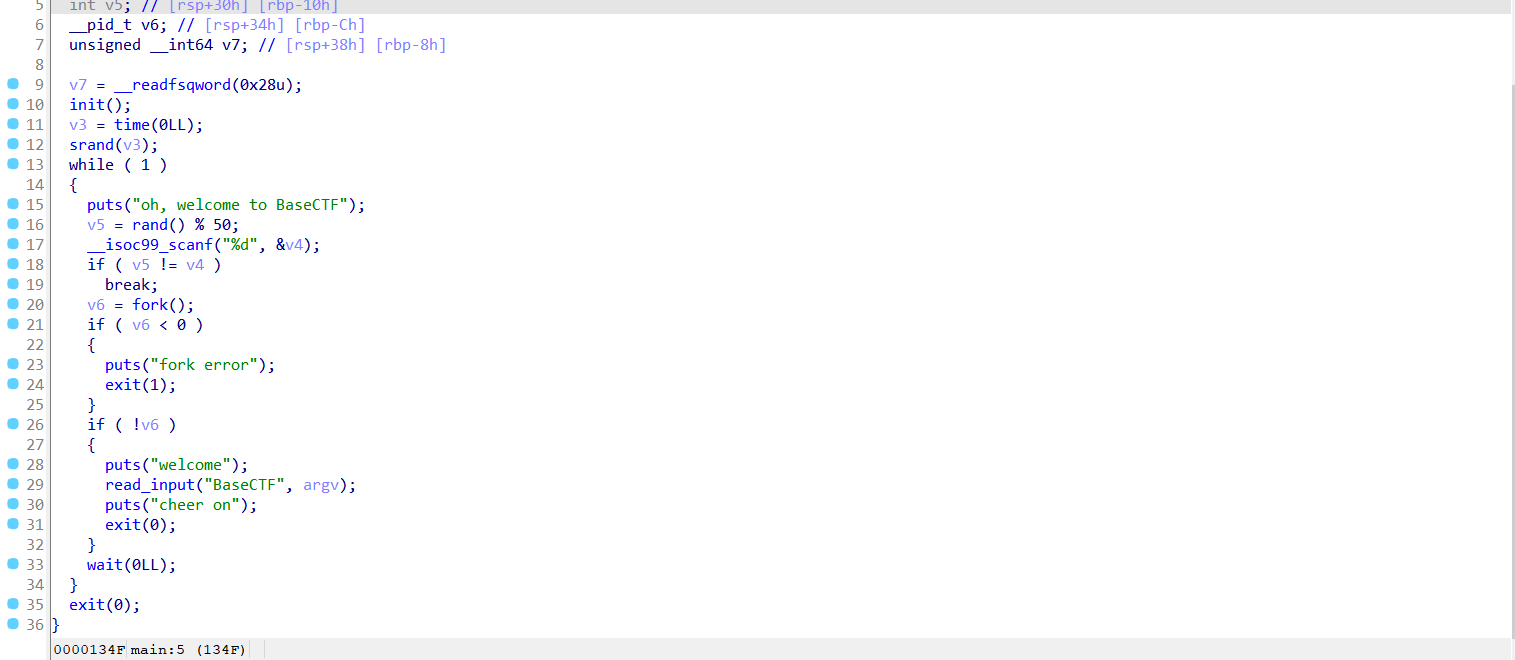 5 int v5; // [rsp+30h] [rbp-10h]
6 __pid_t v6; // [rsp+34h] [rbp-Ch]
7 unsigned __int64 v7; // [rsp+38h] [rbp-8h]
8
9 v7 = __readfsqword(0x28u);
10 init();
11 v3 = time(0LL);
12 srand(v3);
13 while ( 1 )
14 {
15 puts("oh, welcome to BaseCTF");
16 v5 = rand() % 50;
17 __isoc99_scanf("%d", &v4);
18 if ( v5 != v4 )
19 break;
20 v6 = fork();
21 if ( v6 < 0 )
22 {
23 puts("fork error");
24 exit(1);
25 }
26 if ( !v6 )
27 {
28 puts("welcome");
29 read_input("BaseCTF", argv);
30 puts("cheer on");
31 exit(0);
32 }
33 wait(0LL);
34 }
35 exit(0);
36 }
0000134F main:5 (134F)